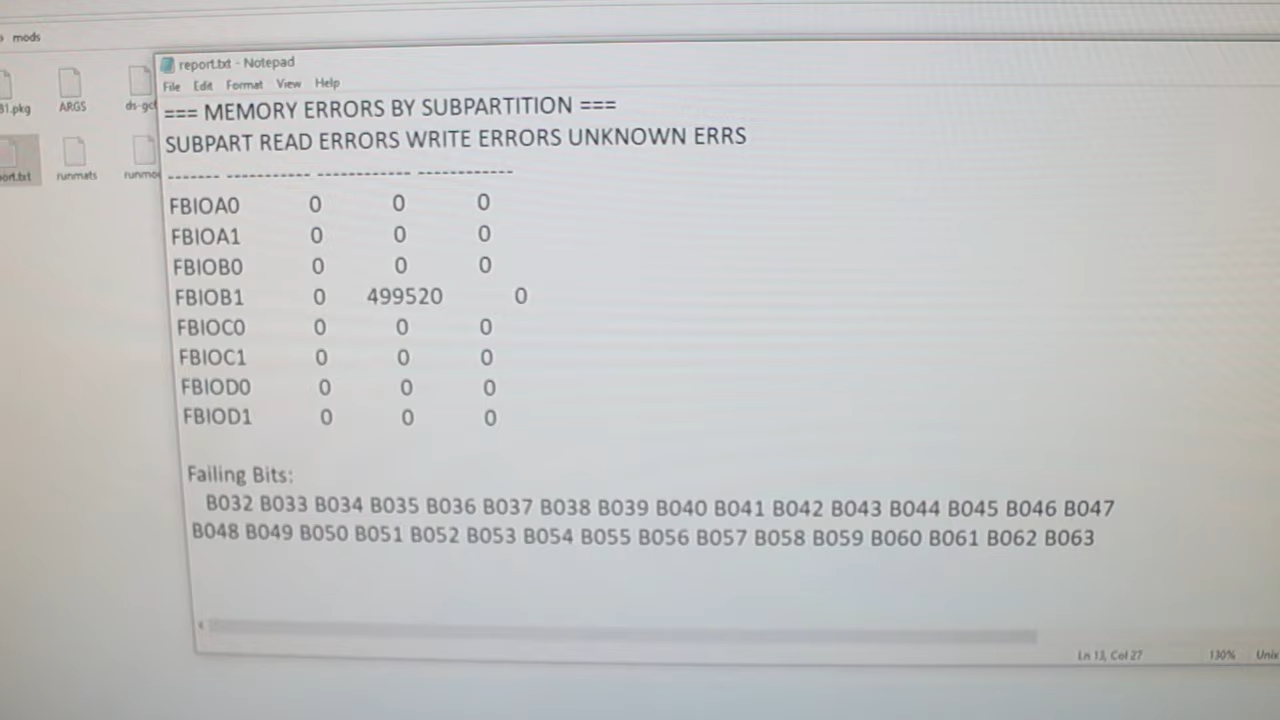 mods
report.txt - Notepad
File Edit Format View Help
ARGS
runmats
=== MEMORY ERRORS BY SUBPARTITION ===
SUBPART READ ERRORS WRITE ERRORS UNKNOWN ERRS
------- ----------- ------------ ------------
FBIOA0 0 0 0
FBIOA1 0 0 0
FBIOB0 0 0 0
FBIOB1 0 499520 0
FBIOC0 0 0 0
FBIOC1 0 0 0
FBIOD0 0 0 0
FBIOD1 0 0 0
Failing Bits:
B032 B033 B034 B035 B036 B037 B038 B039 B040 B041 B042 B043 B044 B045 B046 B047
B048 B049 B050 B051 B052 B053 B054 B055 B056 B057 B058 B059 B060 B061 B062 B063
Ln 13, Col 27 130% Unix